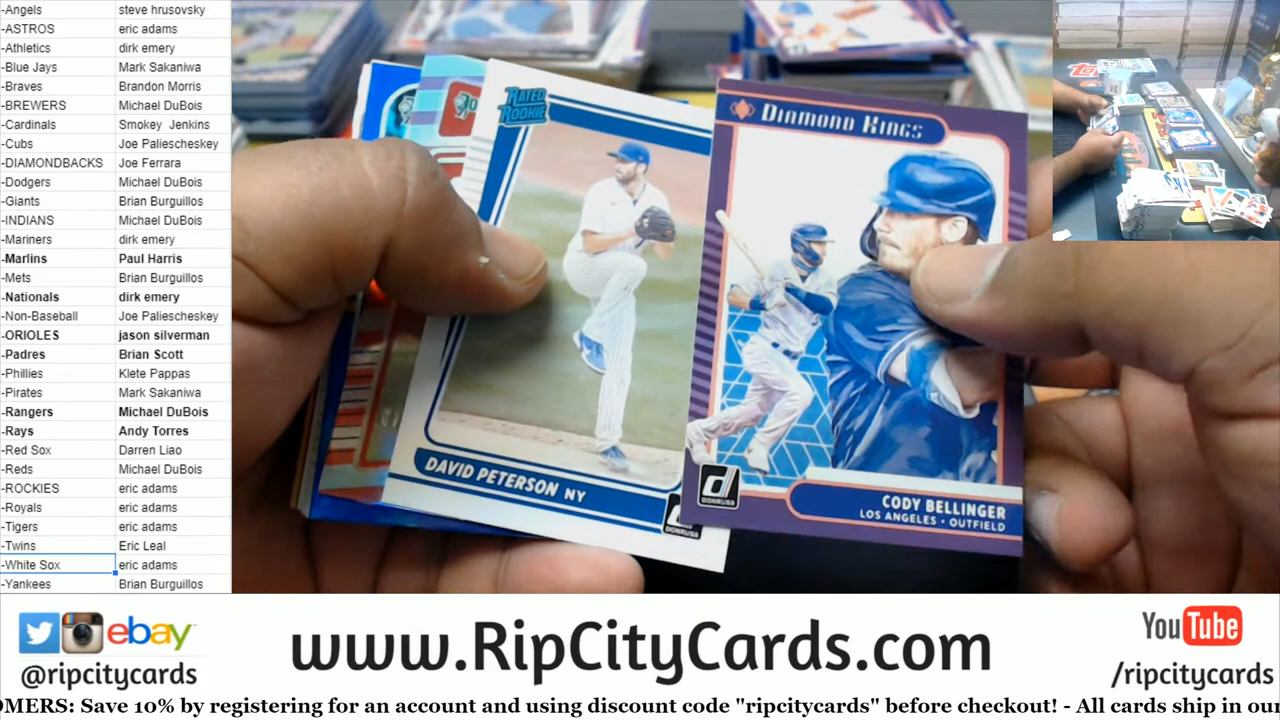 -Angels steve hrusovsky
-ASTROS eric adams
-Athletics dirk emery
-Blue Jays Mark Sakaniwa
-Braves Brandon Morris
-BREWERS Michael DuBois
-Cardinals Smokey Jenkins
-Cubs Joe Paliescheskey
-DIAMONDBACKS Joe Ferrara
-Dodgers Michael DuBois
-Giants Brian Burguillos
-INDIANS Michael DuBois
-Mariners dirk emery
-Marlins Paul Harris
-Mets Brian Burguillos
-Nationals dirk emery
-Non-Baseball Joe Paliescheskey
-ORIOLES jason silverman
-Padres Brian Scott
-Phillies Klete Pappas
-Pirates Mark Sakaniwa
-Rangers Michael DuBois
-Rays Andy Torres
-Red Sox Darren Liao
-Reds Michael DuBois
-ROCKIES eric adams
-Royals eric adams
-Tigers eric adams
-Twins Eric Leal
-White Sox eric adams
-Yankees Brian Burguillos
RATED
ROOKIE
DAVID PETERSON NY
DONRUSS
DIAMOND KINGS
DONRUSS
CODY BELLINGER
LOS ANGELES • OUTFIELD
ebay
@ripcitycards
www.RipCityCards.com
YouTube
/ripcitycards
OMERS: Save 10% by registering for an account and using discount code "ripcitycards" before checkout! - All cards ship in ou